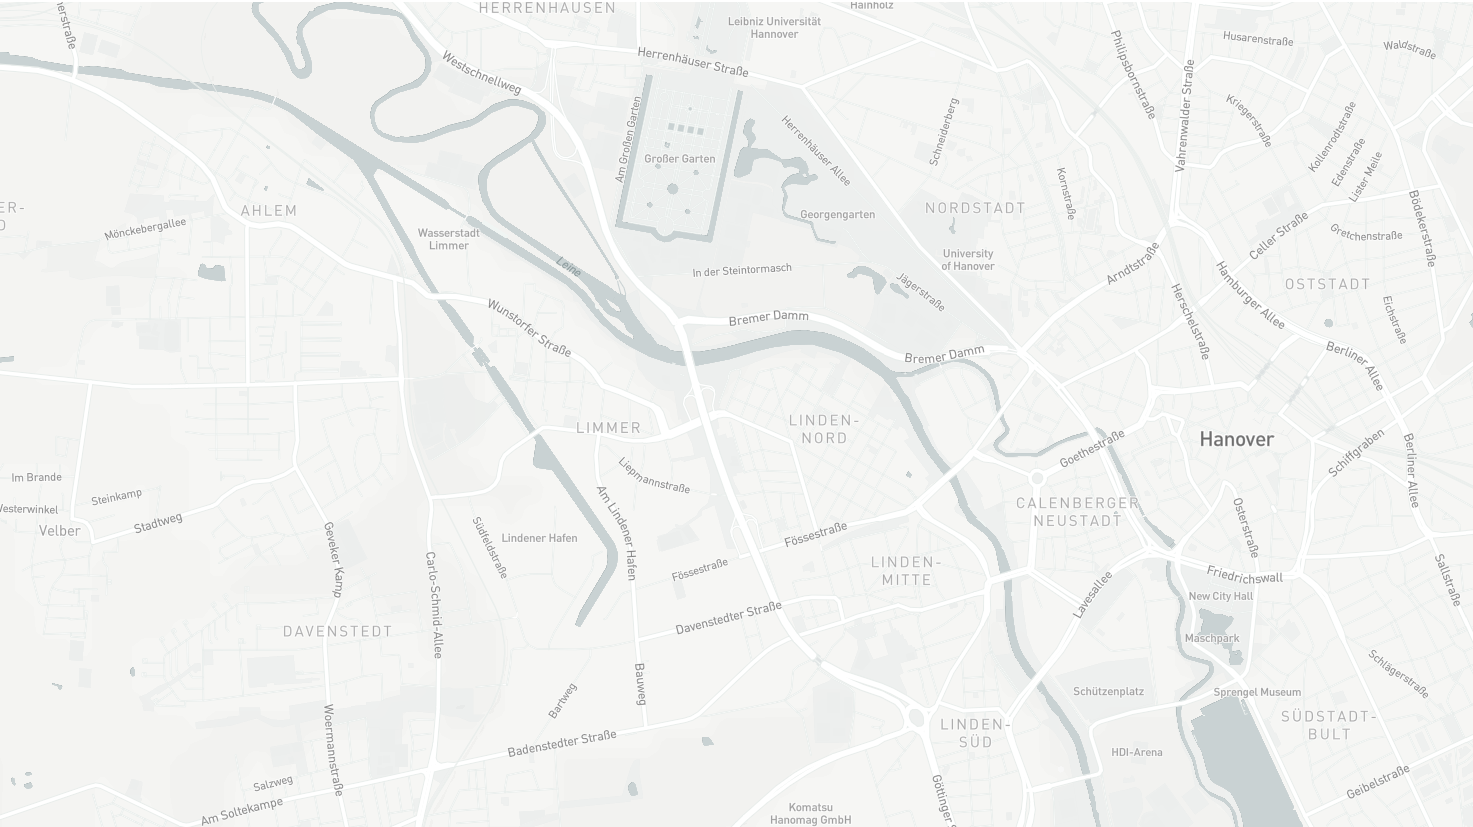 HERRENHAUSEN
Leibniz Universität
Hannover
Hainholz
Husarenstraße
Waldstraße
Philipsbornstraße
Westschnellweg
Herrenhäuser Straße
Vahrenwalder Straße
Kriegerstraße
Kollenrodtstraße
Edenstraße
Lister Meile
Am Großen Garten
Großer Garten
Herrenhäuser Allee
Schneiderberg
Kornstraße
AHLEM
Mönckebergallee
Wasserstadt
Limmer
Georgengarten
NORDSTADT
Celler Straße
Gretchenstraße
Bödekerstraße
University
of Hanover
Leine
In der Steintormasch
Jägerstraße
Arndtstraße
Hamburger Allee
OSTSTADT
Herschelstraße
Eichstraße
Wunstorfer Straße
Bremer Damm
Bremer Damm
Berliner Allee
LIMMER
LINDEN-
NORD
Hanover
Goethestraße
Schiffgraben
Berliner Allee
Im Brande
Steinkamp
Westerwinkel
Velber
Stadtweg
Liepmannstraße
Am Lindener Hafen
Geveker Kamp
Südfeldstraße
Lindener Hafen
Fössestraße
Fössestraße
CALENBERGER
NEUSTADT
Osterstraße
Carlo-Schmid-Allee
LINDEN-
MITTE
Lavesallee
Friedrichswall
Sallstraße
New City Hall
Maschpark
DAVENSTEDT
Davenstedter Straße
Schlägerstraße
Bauweg
Bartweg
Schützenplatz
Sprengel Museum
Woermannstraße
Badenstedter Straße
LINDEN-
SÜD
SÜDSTADT-
BULT
HDI-Arena
Salzweg
Am Soltekampe
Göttinger
Geibelstraße
Komatsu
Hanomag GmbH